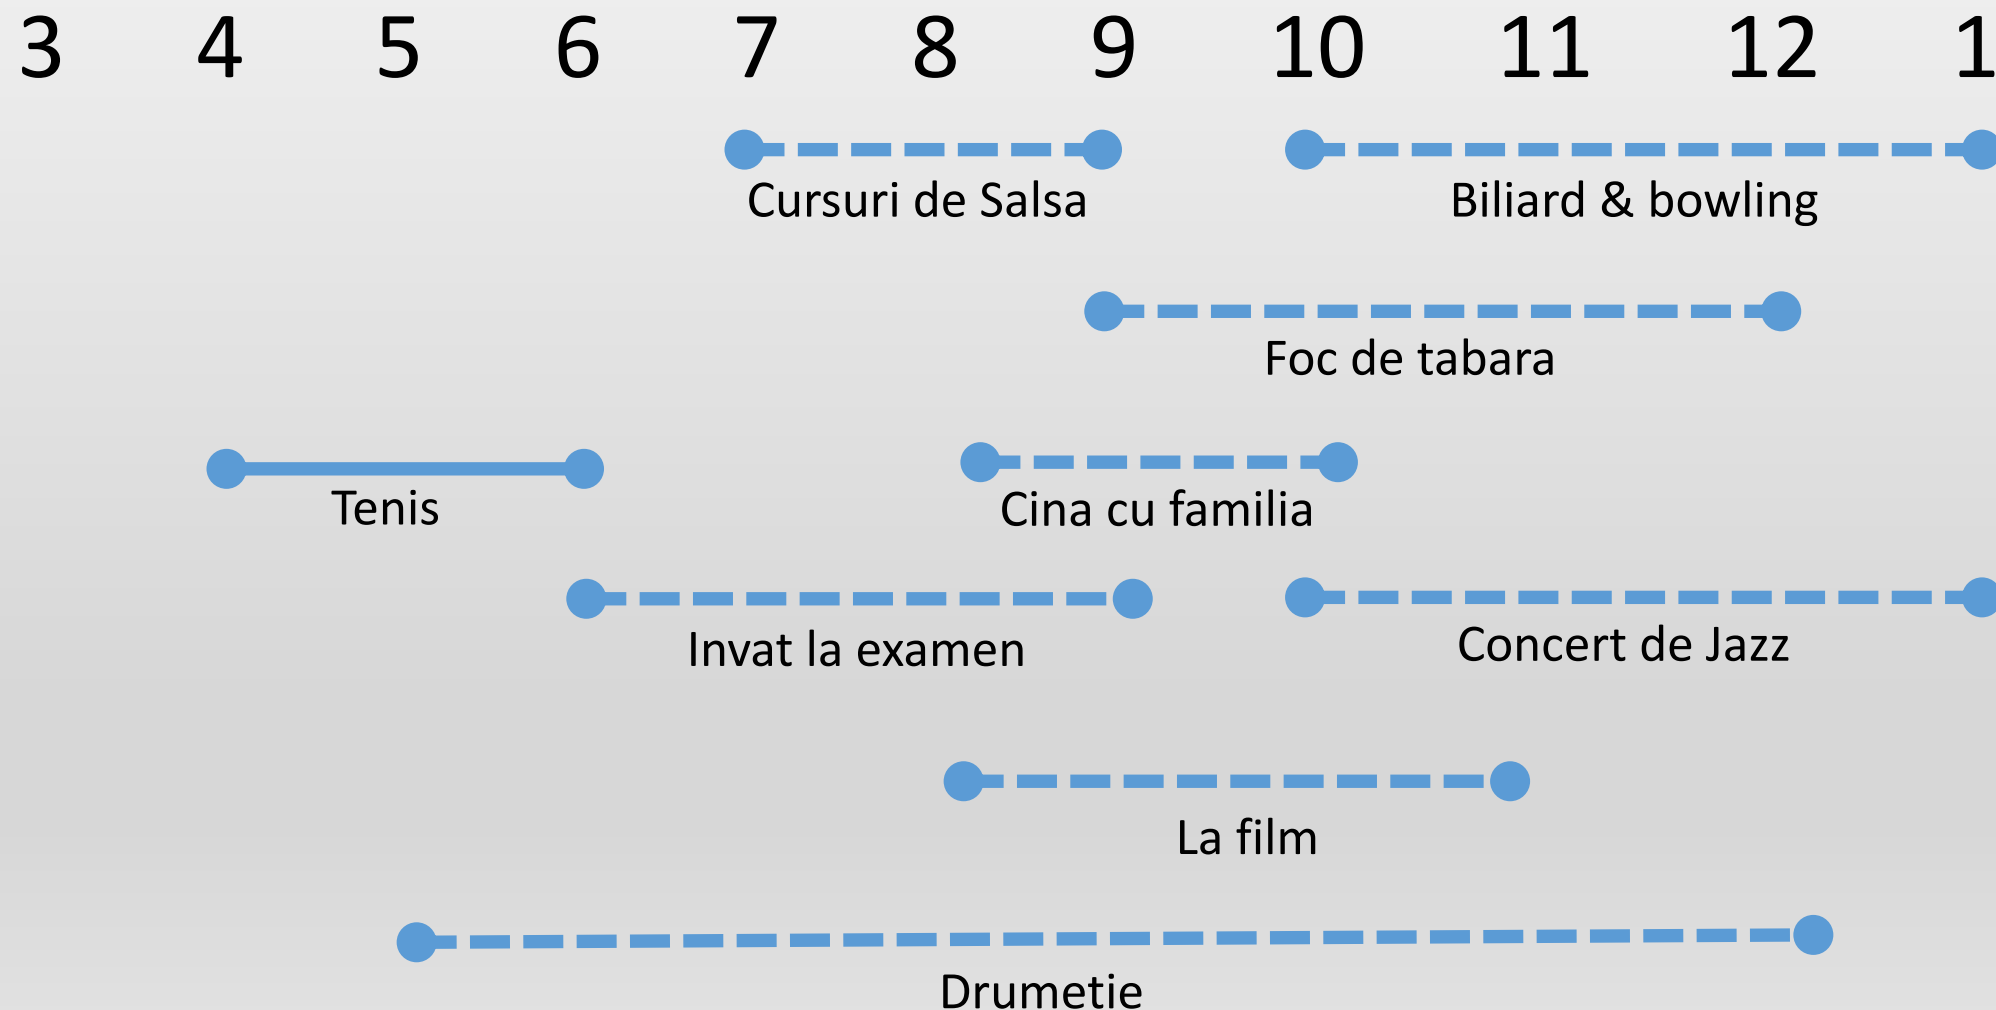 3 4 5 6 7 8 9 10 11 12 1
Cursuri de Salsa Biliard & bowling
Foc de tabara
Tenis Cina cu familia
Invat la examen Concert de Jazz
La film
Drumetie